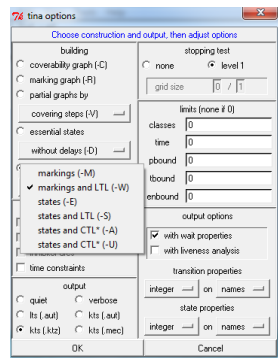 tina options
Choose construction and output, then adjust options
building
coverability graph (-C)
marking graph (-R)
partial graphs by
covering steps (-V)
essential states
without delays (-D)
markings (-M)
markings and LTL (-W)
states (-E)
states and LTL (-S)
states and CTL* (-A)
states and CTL* (-U)
time constraints
output
quiet verbose
lts (.aut) kts (.aut)
kts (.ktz) kts (.mec)
stopping test
none level 1
grid size 0 / 1
limits (none if 0)
classes 0
time 0
pbound 0
tbound 0
enbound 0
output options
with wait properties
with liveness analysis
transition properties
integer on names
state properties
integer on names
OK Cancel